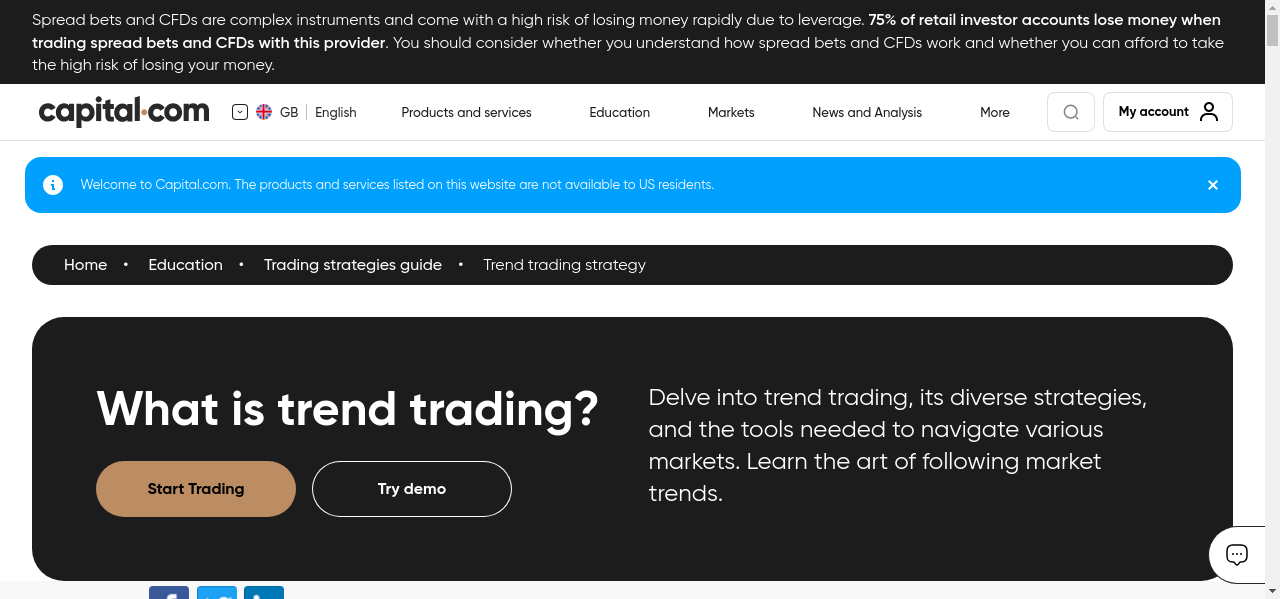 Spread bets and CFDs are complex instruments and come with a high risk of losing money rapidly due to leverage. 75% of retail investor accounts lose money when
trading spread bets and CFDs with this provider. You should consider whether you understand how spread bets and CFDs work and whether you can afford to take
the high risk of losing your money.
capital.com GB English Products and services Education Markets News and Analysis More My account
Welcome to Capital.com. The products and services listed on this website are not available to US residents.
Home • Education • Trading strategies guide • Trend trading strategy
What is trend trading?
Start Trading Try demo
Delve into trend trading, its diverse strategies,
and the tools needed to navigate various
markets. Learn the art of following market
trends.